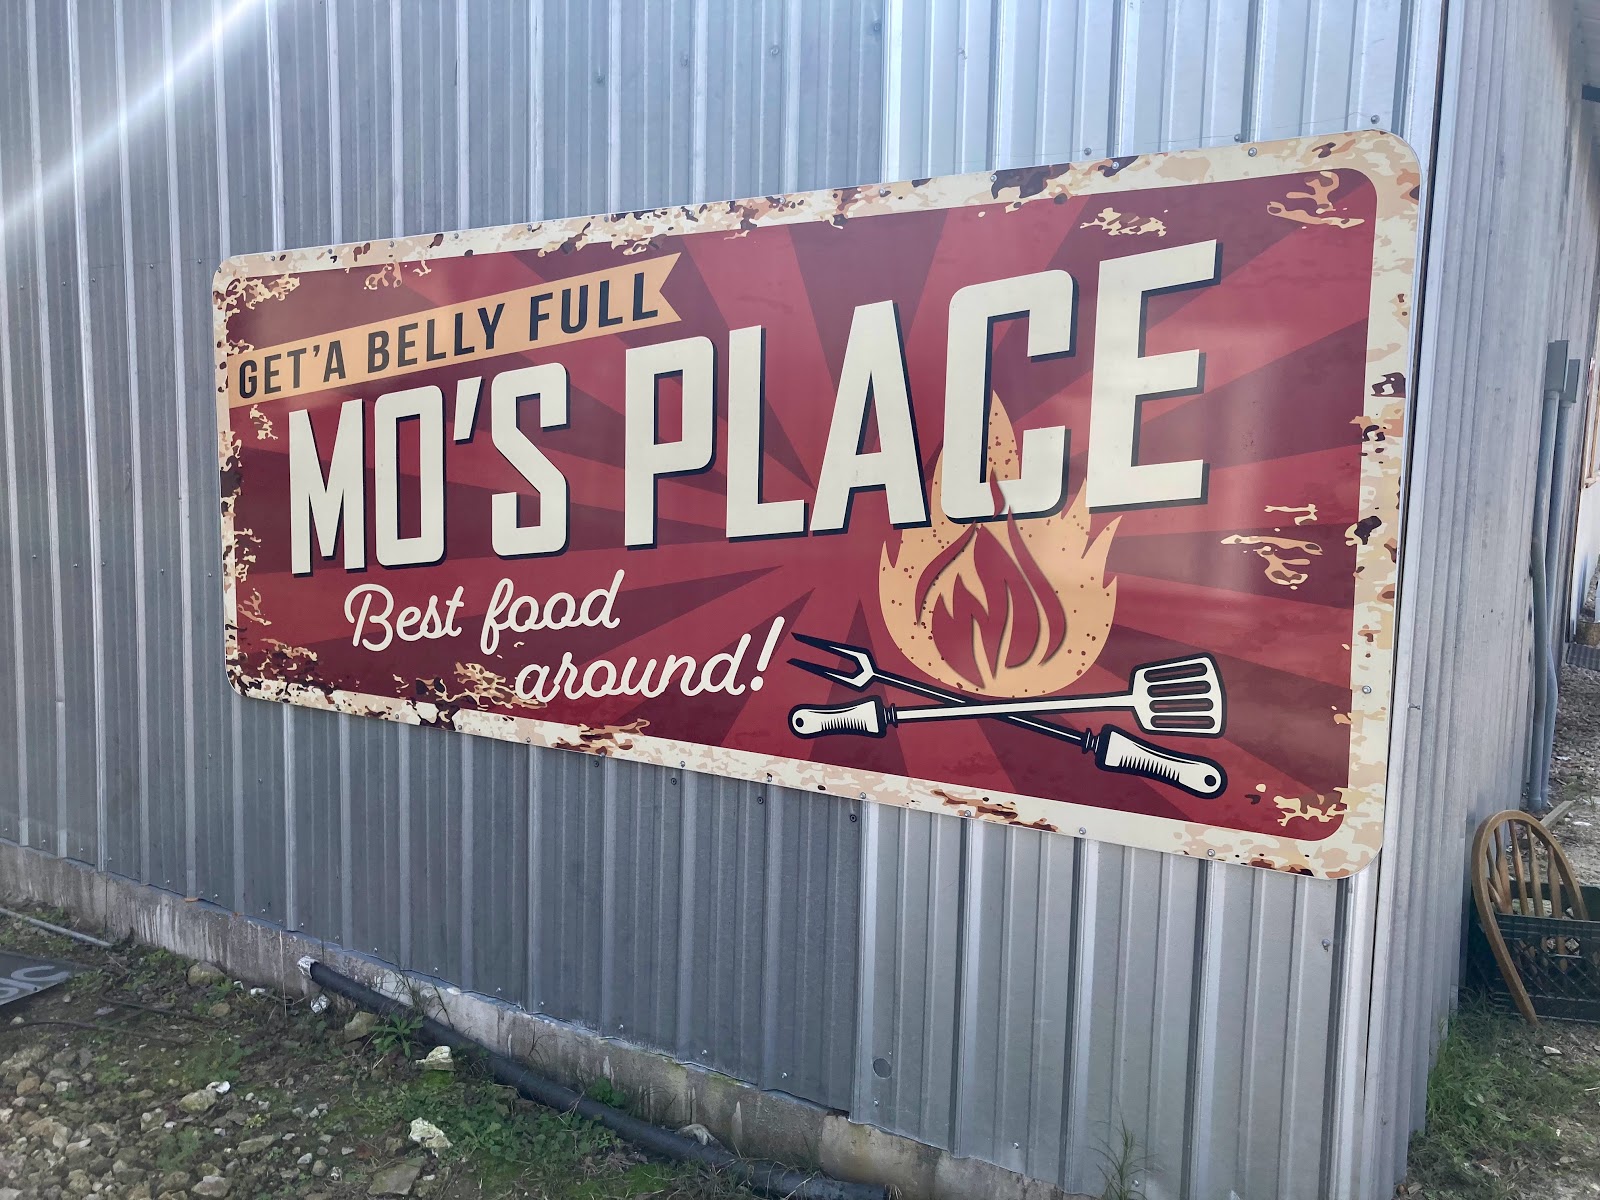 GET'A BELLY FULL
MO'S PLACE
Best food
around!